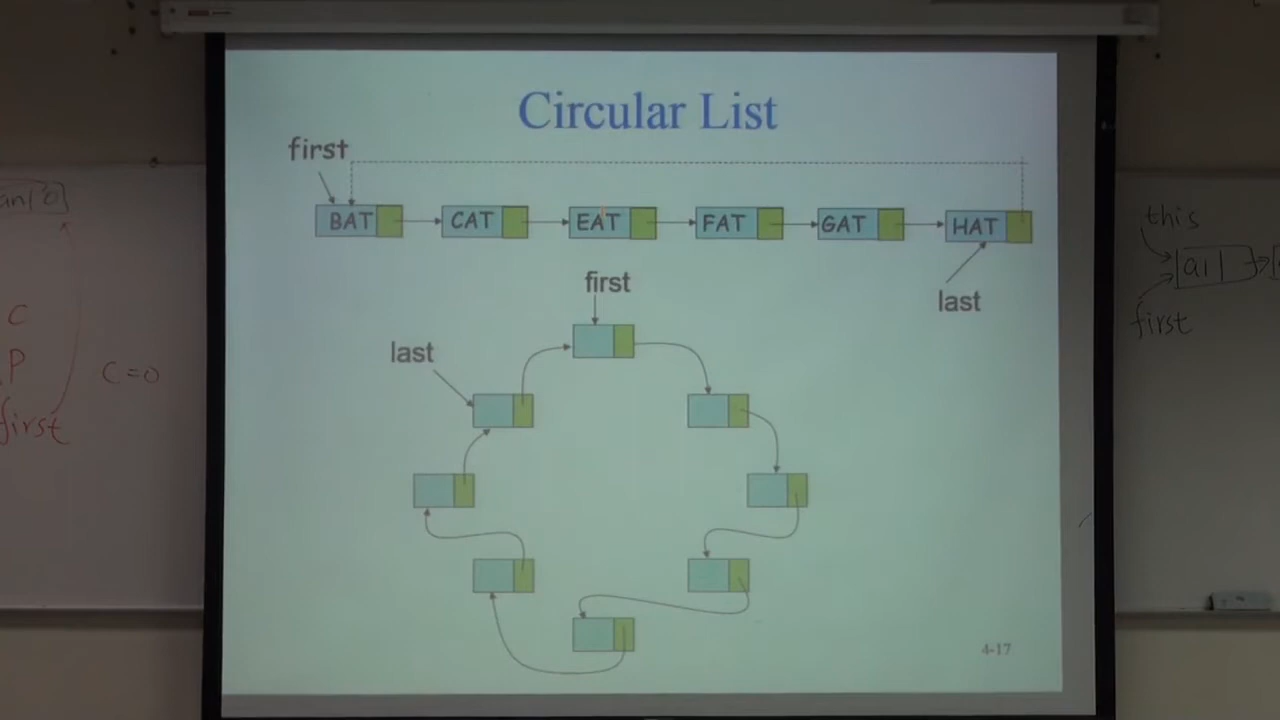 Circular List
first
BAT CAT EAT FAT GAT HAT
last
first
last
4-17
C
P
first
C=0
this
a1
first